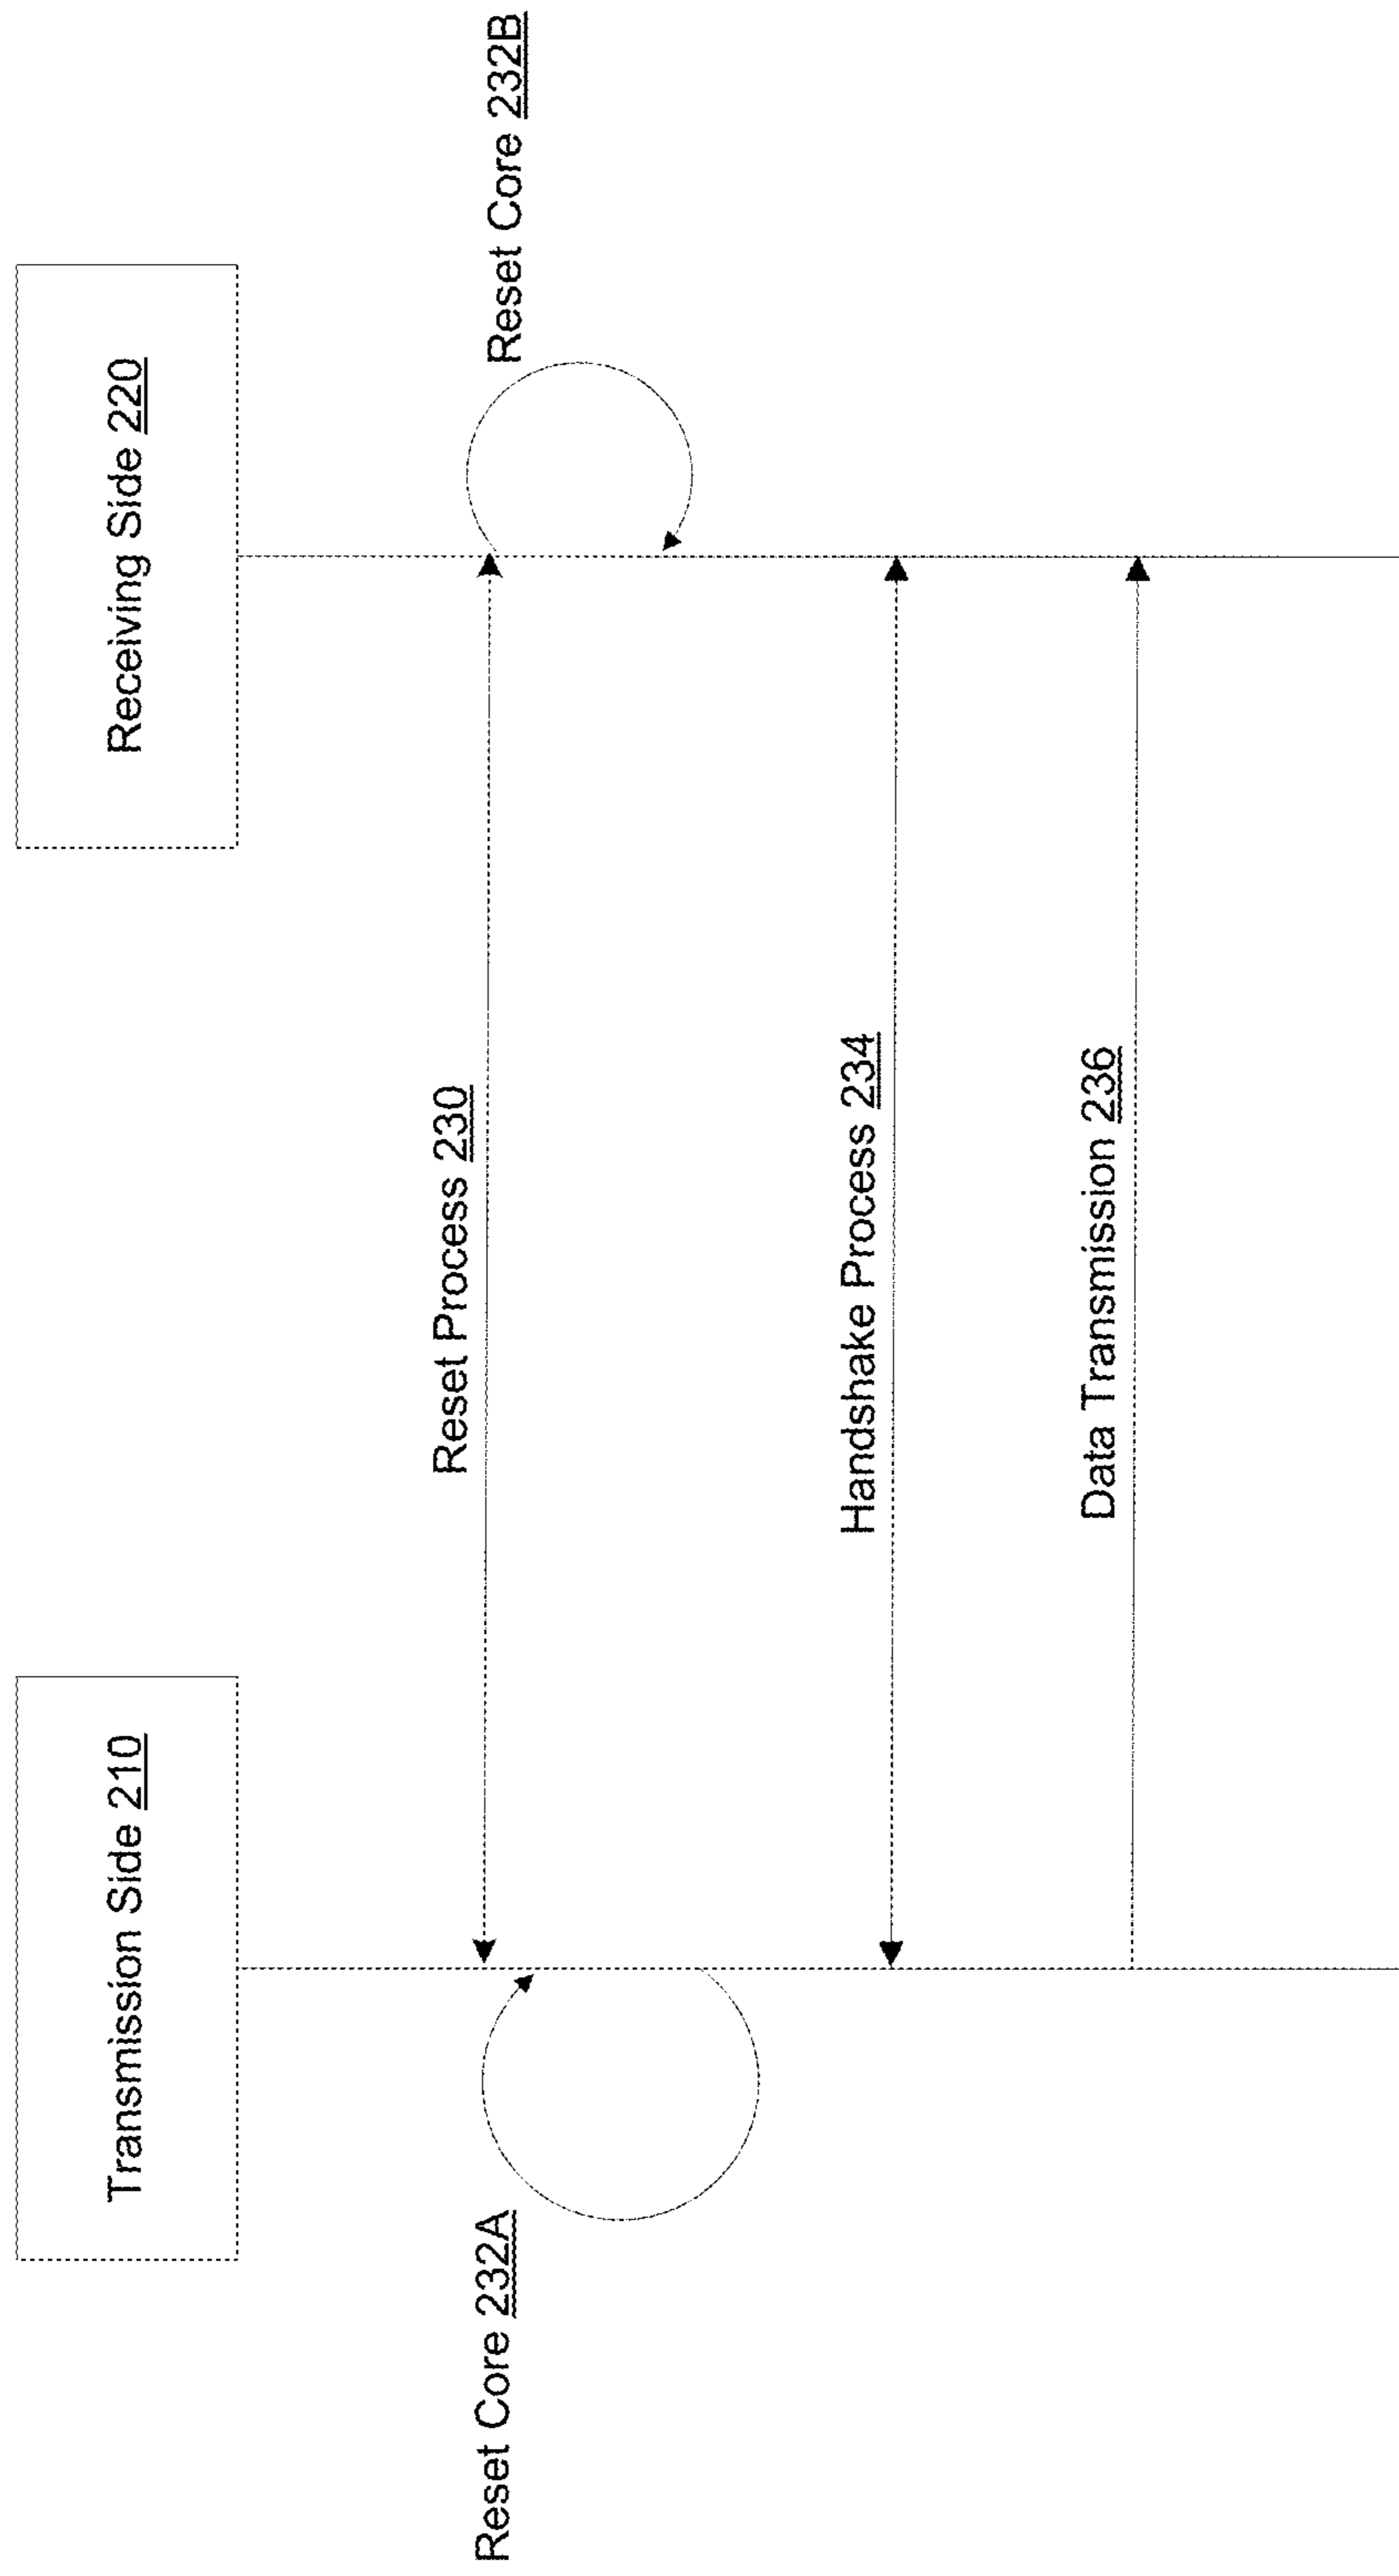 Transmission Side 210
Receiving Side 220
Reset Process 230
Reset Core 232A
Reset Core 232B
Handshake Process 234
Data Transmission 236